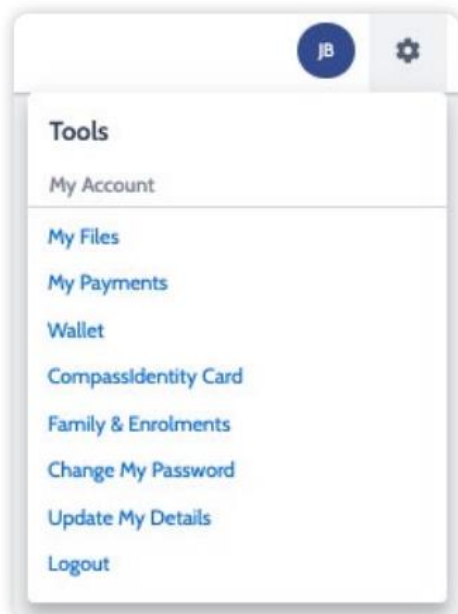 JB
Tools
My Account
My Files
My Payments
Wallet
CompassIdentity Card
Family & Enrolments
Change My Password
Update My Details
Logout